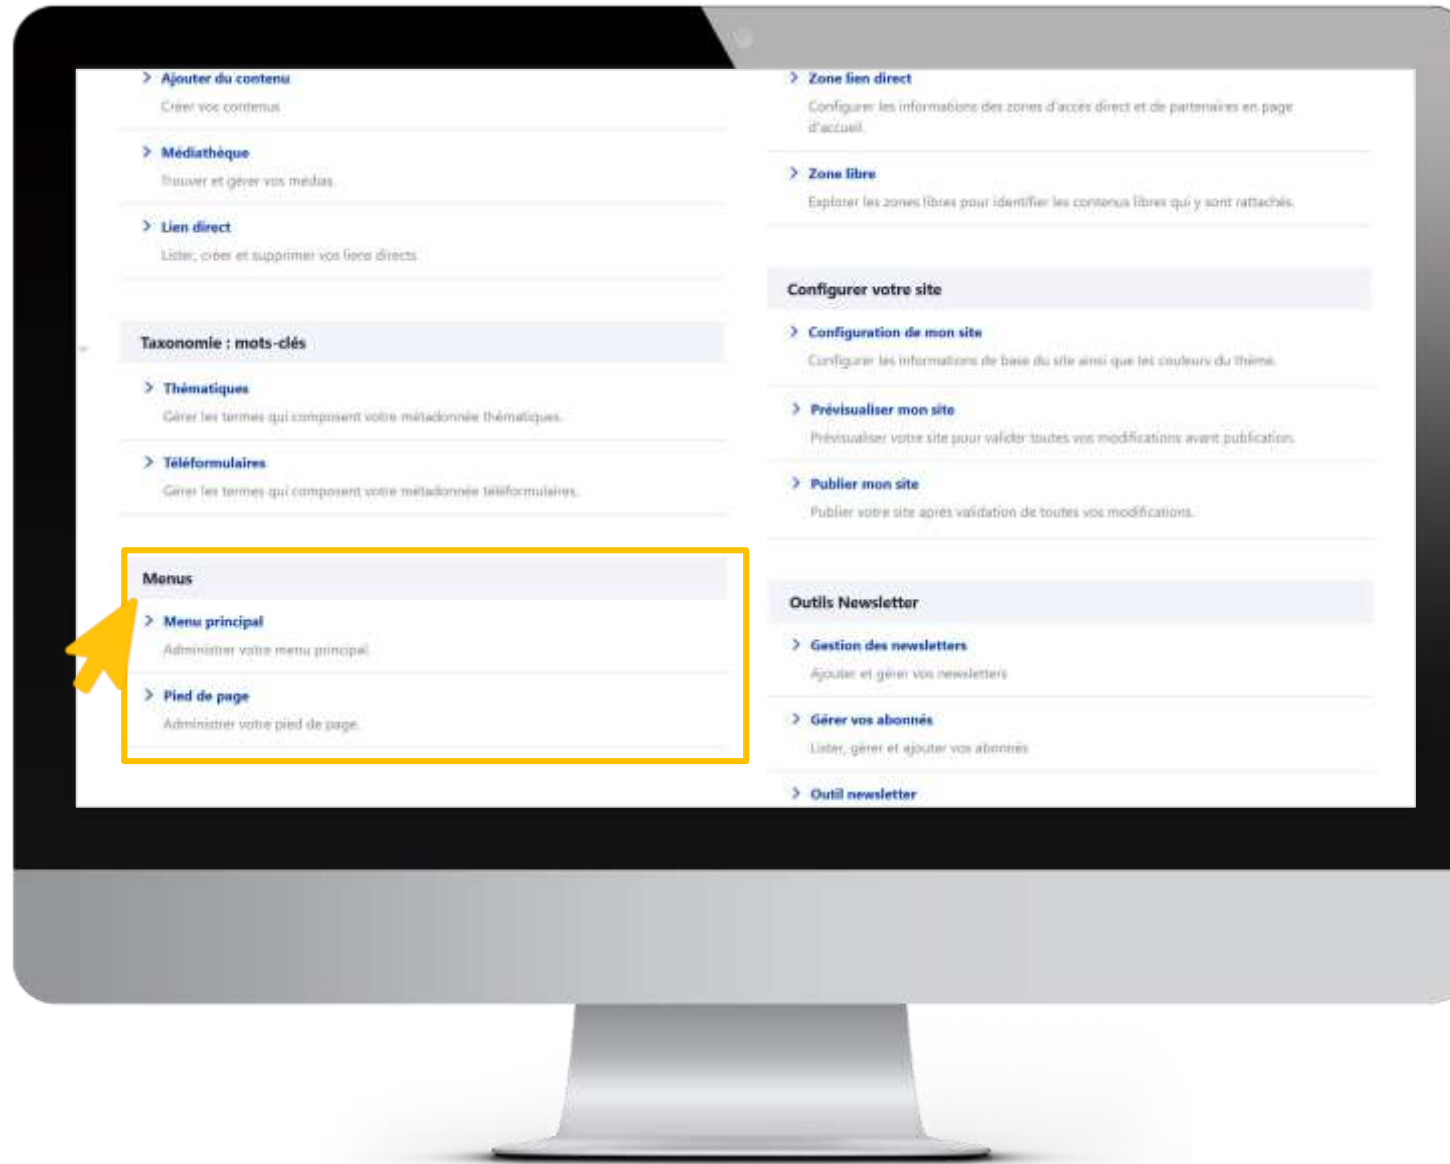 Ajouter du contenu
Créer vos contenus
Médiathèque
Trouver et gérer vos médias.
Lien direct
Lister, créer et supprimer vos liens directs.
Taxonomie : mots-clés
Thématiques
Gérer les termes qui composent votre métadonnée thématiques.
Téléformulaires
Gérer les termes qui composent votre métadonnée téléformulaires.
Menus
Menu principal
Administrer votre menu principal.
Pied de page
Administrer votre pied de page.
Zone lien direct
Configurer les informations des zones d'accès direct et de partenaires en page
d'accueil.
Zone libre
Explorer les zones libres pour identifier les contenus libres qui y sont rattachés.
Configurer votre site
Configuration de mon site
Configurer les informations de base du site ainsi que les couleurs du thème.
Prévisualiser mon site
Prévisualiser votre site pour valider toutes vos modifications avant publication.
Publier mon site
Publier votre site après validation de toutes vos modifications.
Outils Newsletter
Gestion des newsletters
Ajouter et gérer vos newsletters
Gérer vos abonnés
Lister, gérer et ajouter vos abonnés
Outil newsletter